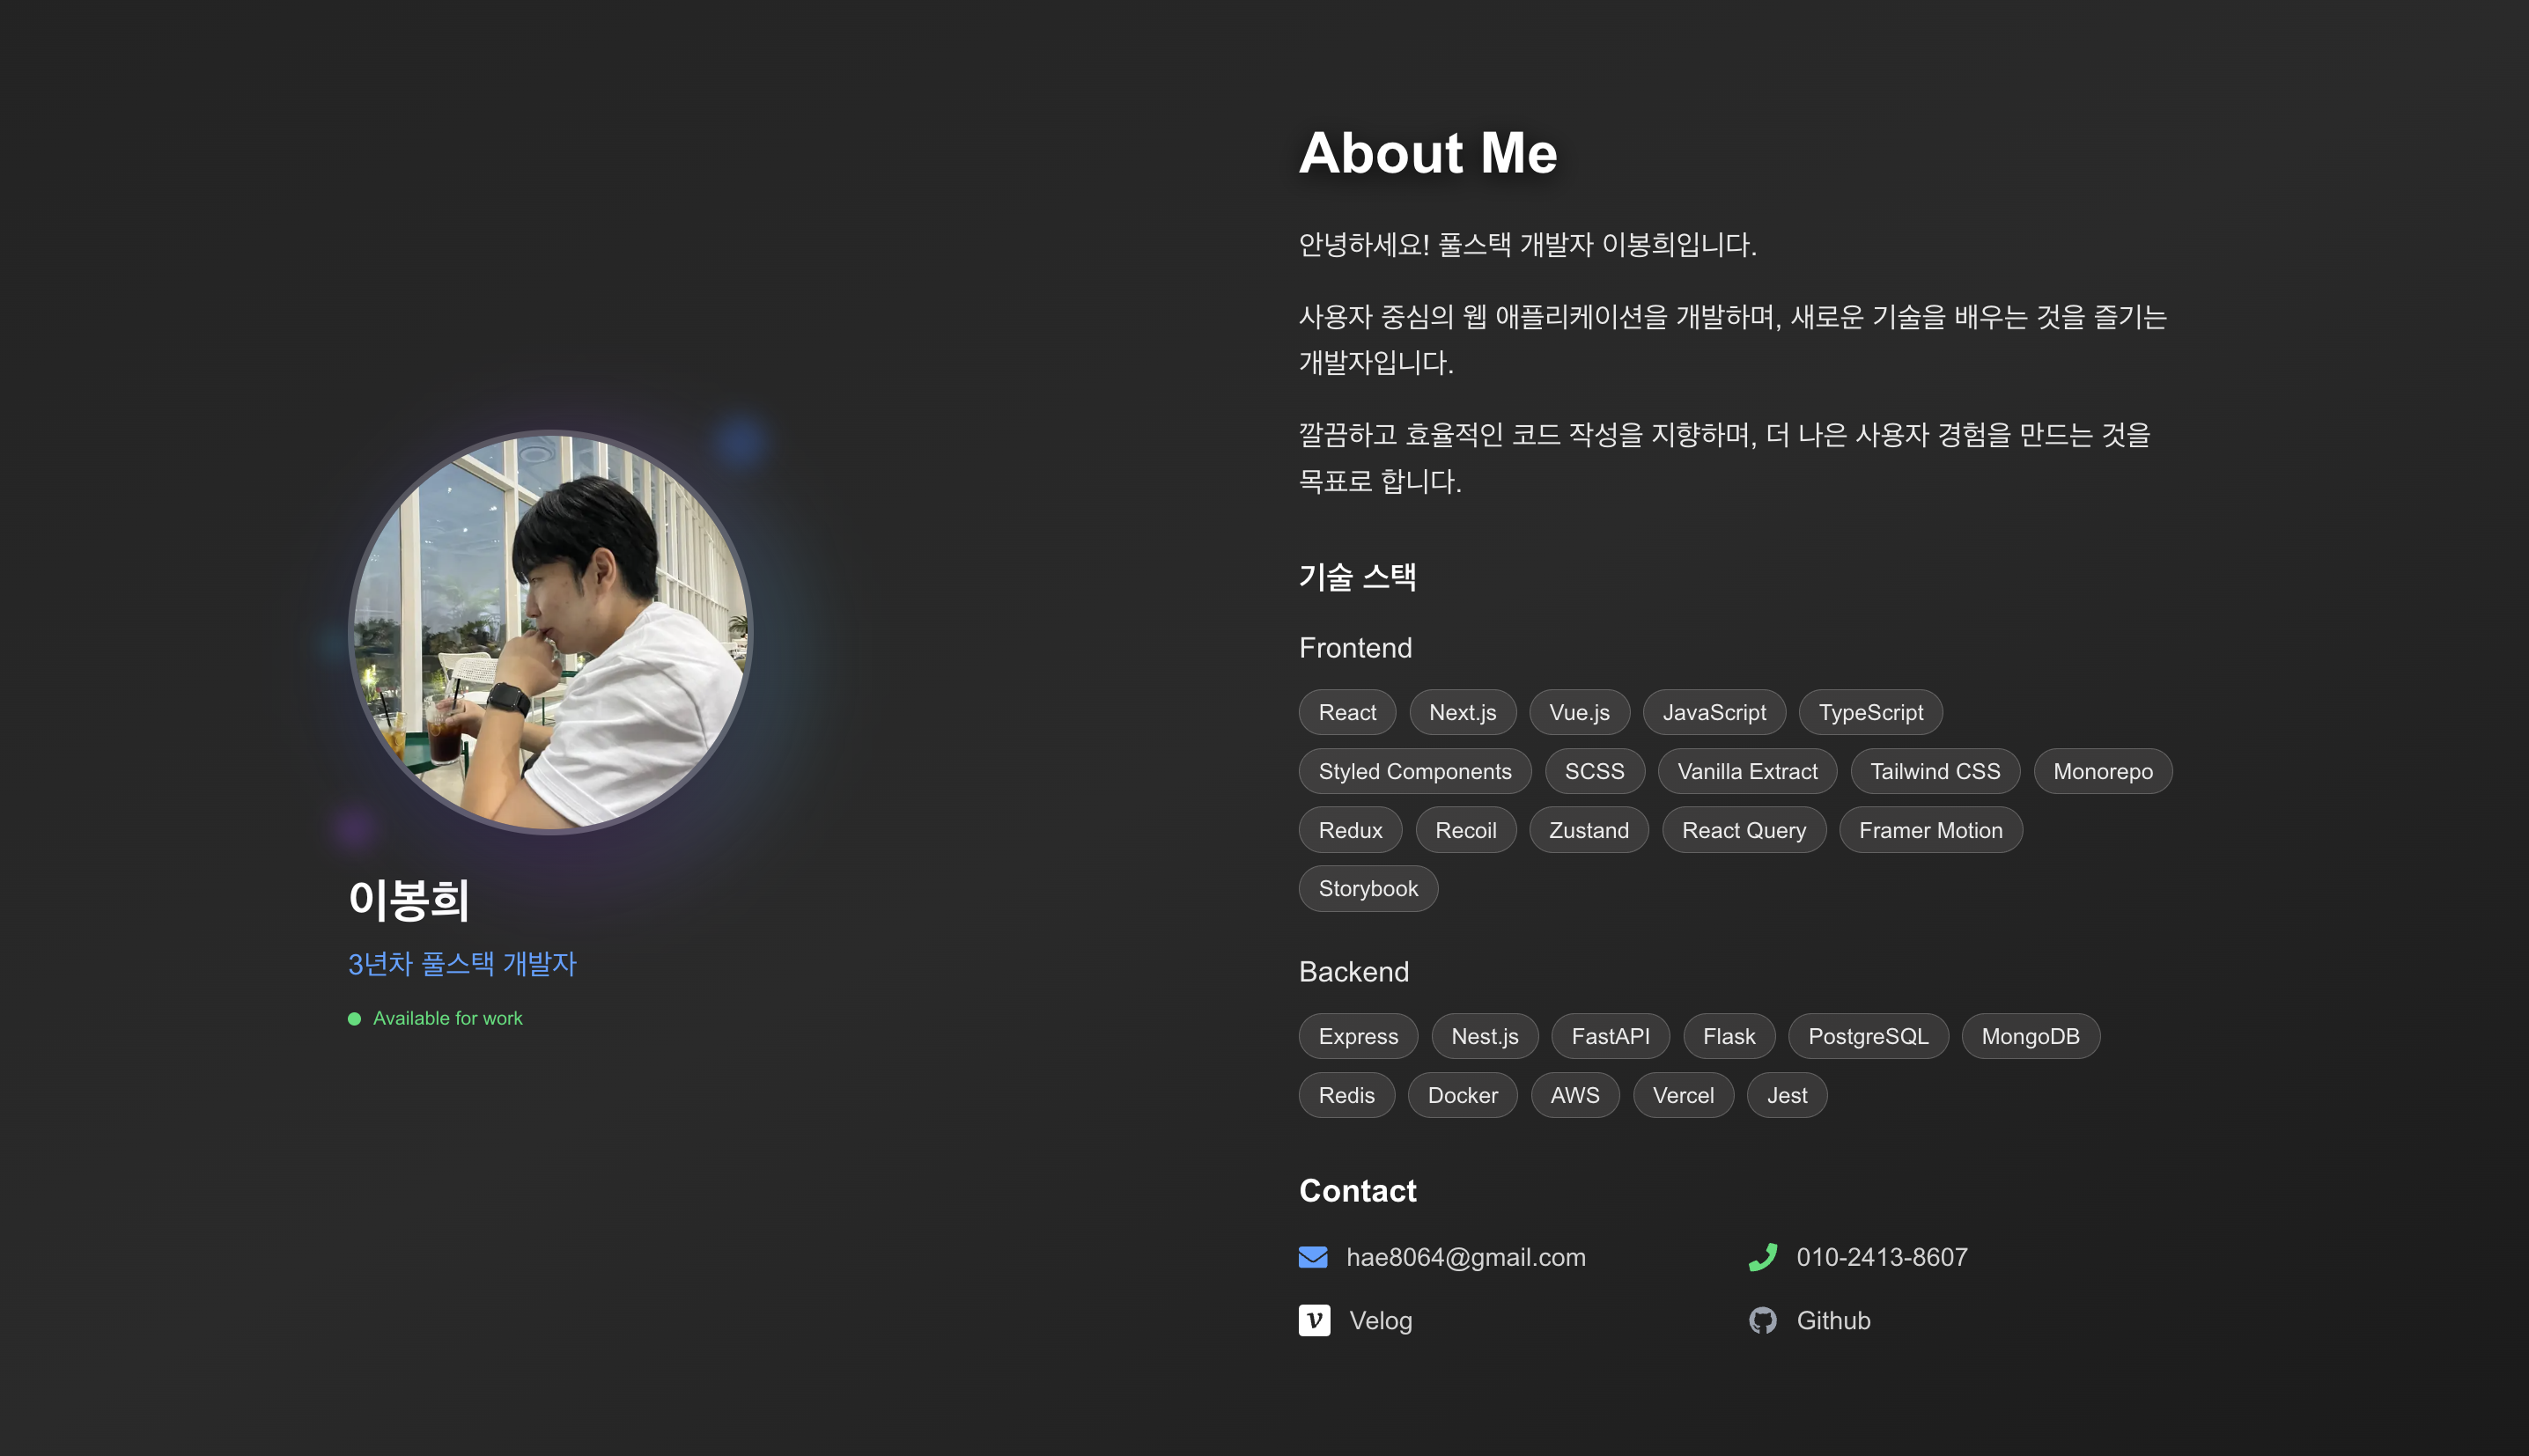 이봉희
3년차 풀스택 개발자
Available for work
About Me
안녕하세요! 풀스택 개발자 이봉희입니다.
사용자 중심의 웹 애플리케이션을 개발하며, 새로운 기술을 배우는 것을 즐기는
개발자입니다.
깔끔하고 효율적인 코드 작성을 지향하며, 더 나은 사용자 경험을 만드는 것을
목표로 합니다.
기술 스택
Frontend
React Next.js Vue.js JavaScript TypeScript
Styled Components SCSS Vanilla Extract Tailwind CSS Monorepo
Redux Recoil Zustand React Query Framer Motion
Storybook
Backend
Express Nest.js FastAPI Flask PostgreSQL MongoDB
Redis Docker AWS Vercel Jest
Contact
hae8064@gmail.com 010-2413-8607
Velog Github